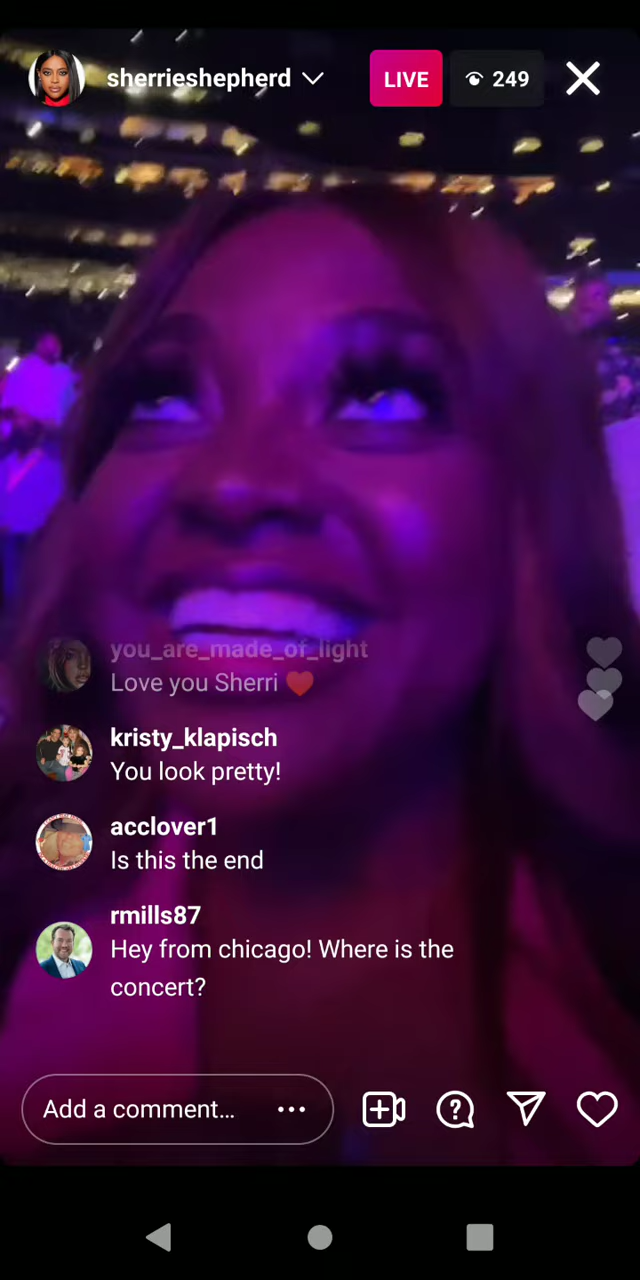 sherrieshepherd
LIVE
249
you_are_made_of_light
Love you Sherri ❤️
kristy_klapisch
You look pretty!
acclover1
Is this the end
rmills87
Hey from chicago! Where is the
concert?
Add a comment...